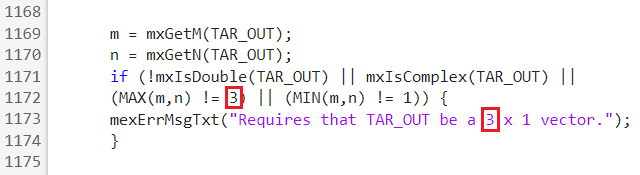 1168
1169 m = mxGetM(TAR_OUT);
1170 n = mxGetN(TAR_OUT);
1171 if (!mxIsDouble(TAR_OUT) || mxIsComplex(TAR_OUT) ||
1172 (MAX(m,n) != 3) || (MIN(m,n) != 1)) {
1173 mexErrMsgTxt("Requires that TAR_OUT be a 3 x 1 vector.");
1174 }
1175